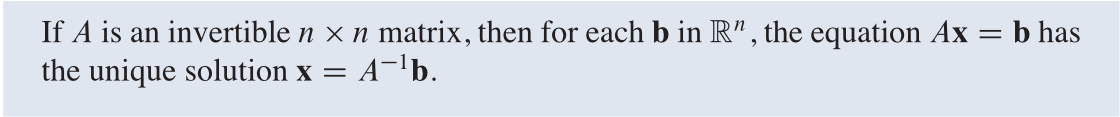 If A is an invertible n × n matrix, then for each b in ℝⁿ, the equation Ax = b has
the unique solution x = A⁻¹b.